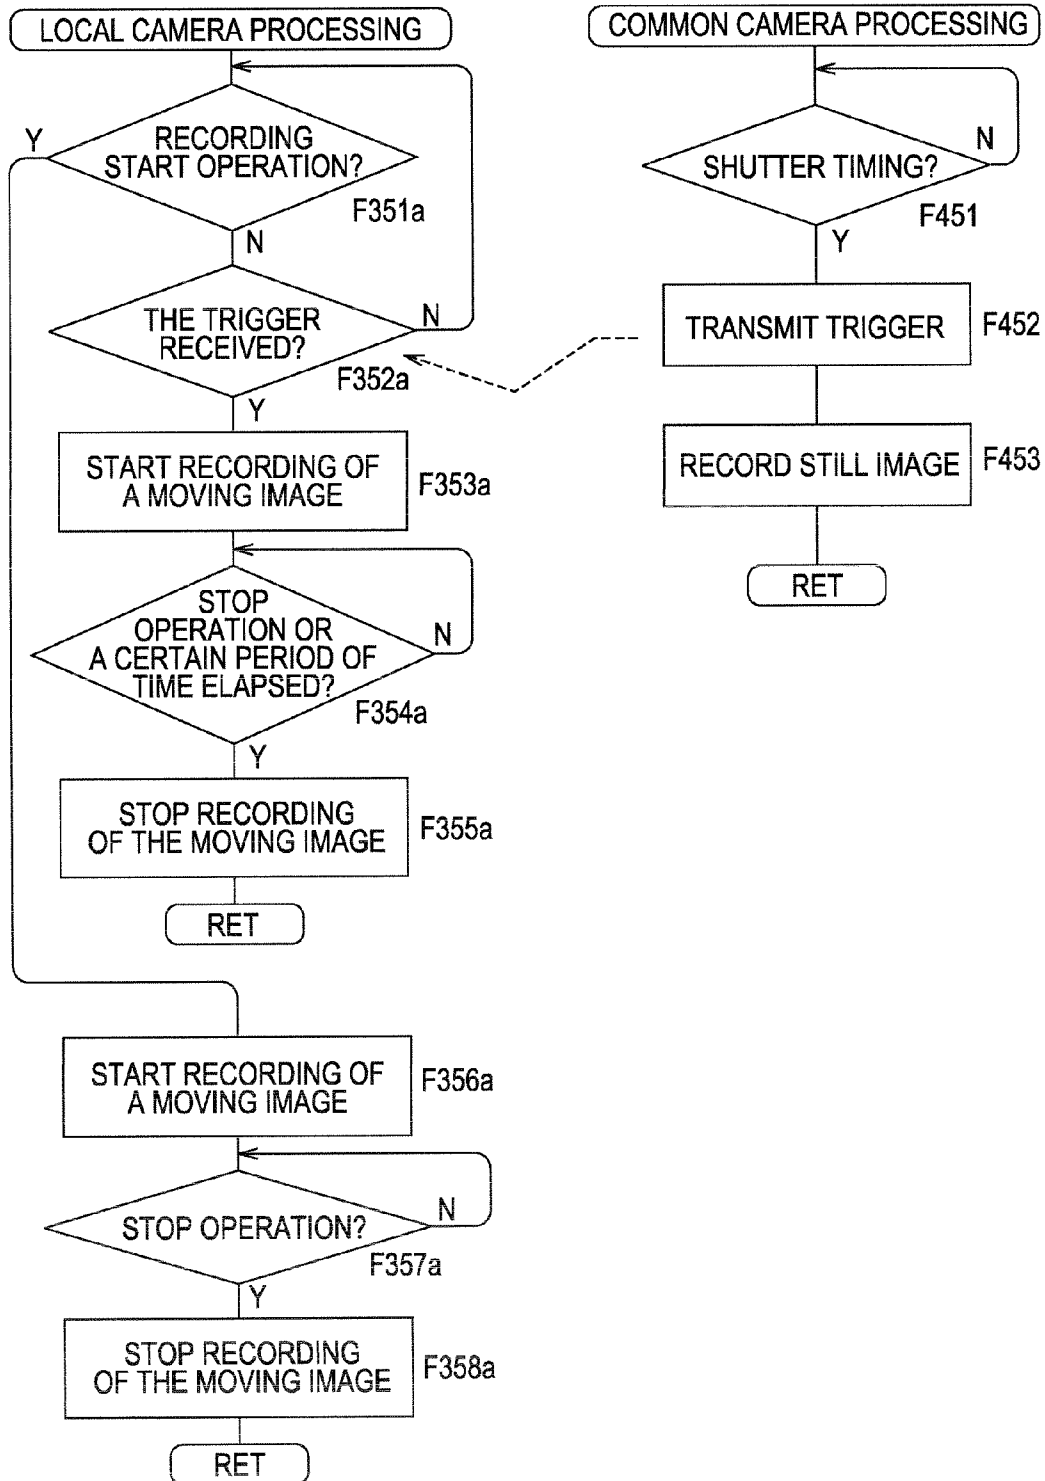 LOCAL CAMERA PROCESSING
Y
RECORDING
START OPERATION?
F351a
N
THE TRIGGER
RECEIVED?
N
F352a
Y
START RECORDING OF
A MOVING IMAGE
F353a
STOP
OPERATION OR
A CERTAIN PERIOD OF
TIME ELAPSED?
N
F354a
Y
STOP RECORDING
OF THE MOVING IMAGE
F355a
RET
START RECORDING OF
A MOVING IMAGE
F356a
STOP OPERATION?
N
F357a
Y
STOP RECORDING
OF THE MOVING IMAGE
F358a
RET
COMMON CAMERA PROCESSING
SHUTTER TIMING?
N
F451
Y
TRANSMIT TRIGGER
F452
RECORD STILL IMAGE
F453
RET